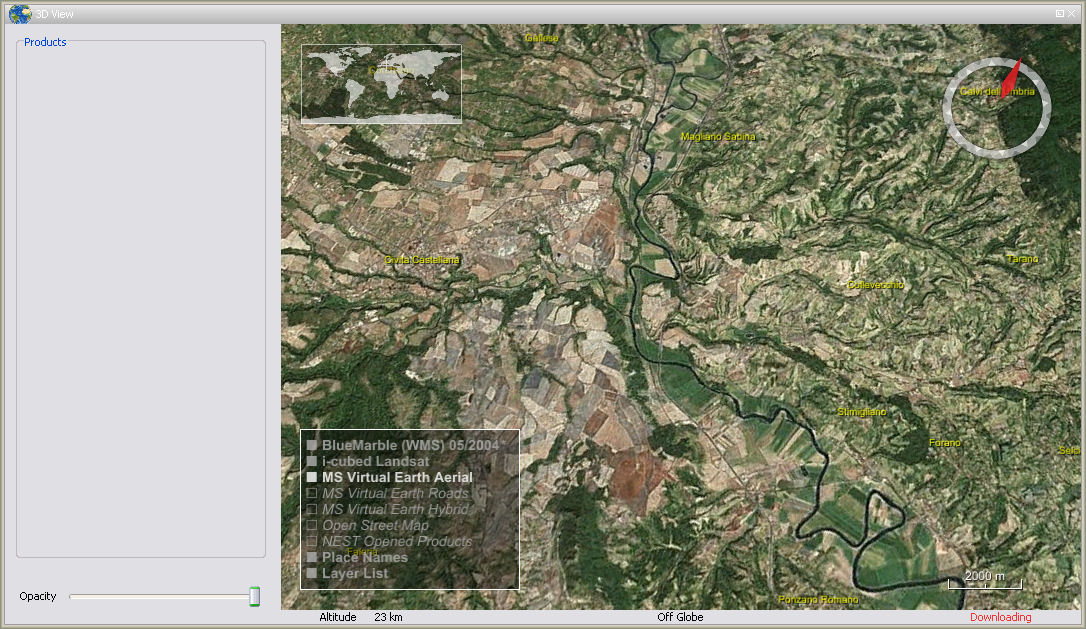 3D View
Products
Gallese
Calvi dell'Umbria
Magliano Sabina
Civita Castellana
Tarano
Collevecchio
Stimigliano
Forano
BlueMarble (WMS) 05/2004*
i-cubed Landsat
MS Virtual Earth Aerial
MS Virtual Earth Roads
MS Virtual Earth Hybrid
Open Street Map
NEST Opened Products
Faleria
Place Names
Layer List
2000 m
Opacity
Ponzano Romano
Altitude 23 km
Off Globe
Downloading